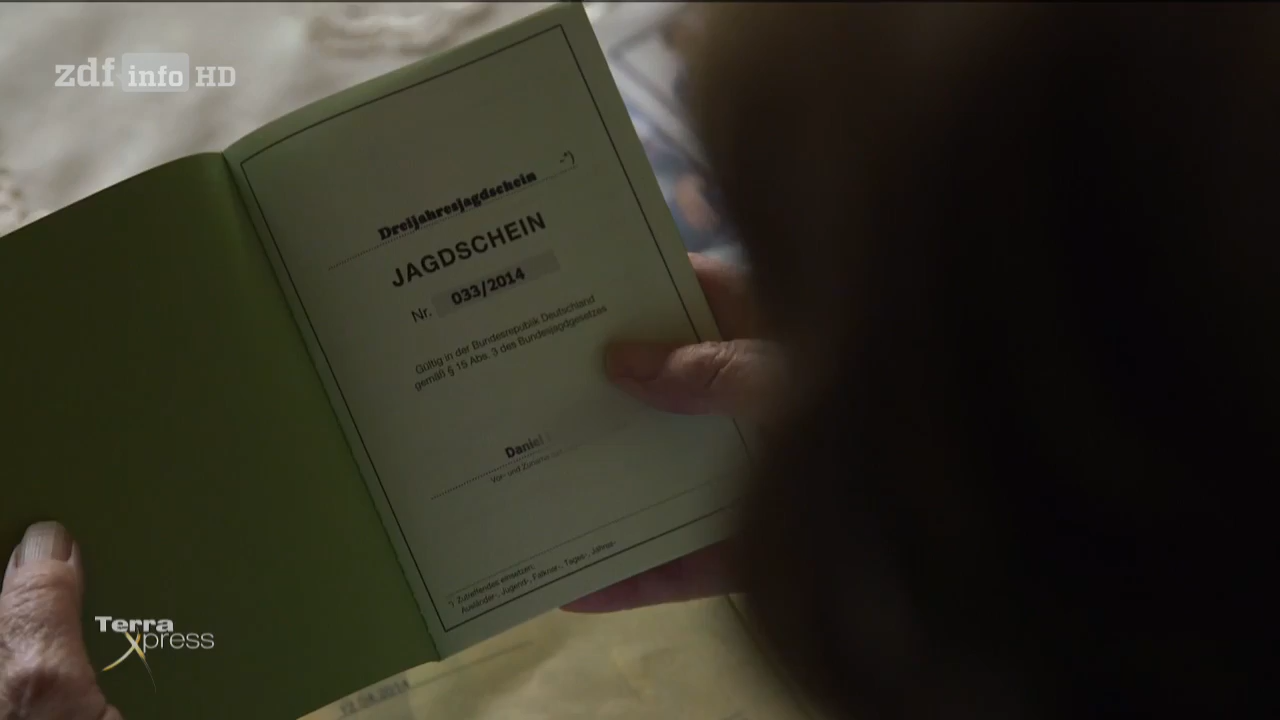 zdf info HD
Dreijahresjagdschein -*)
JAGDSCHEIN
Nr. 033/2014
Gültig in der Bundesrepublik Deutschland
gemäß § 15 Abs. 3 des Bundesjagdgesetzes
Daniel
Vor- und Zuname
*) Zutreffendes einsetzen:
Ausländer-, Jugend-, Falkner-, Tages-, Jahres-
Terra
Xpress